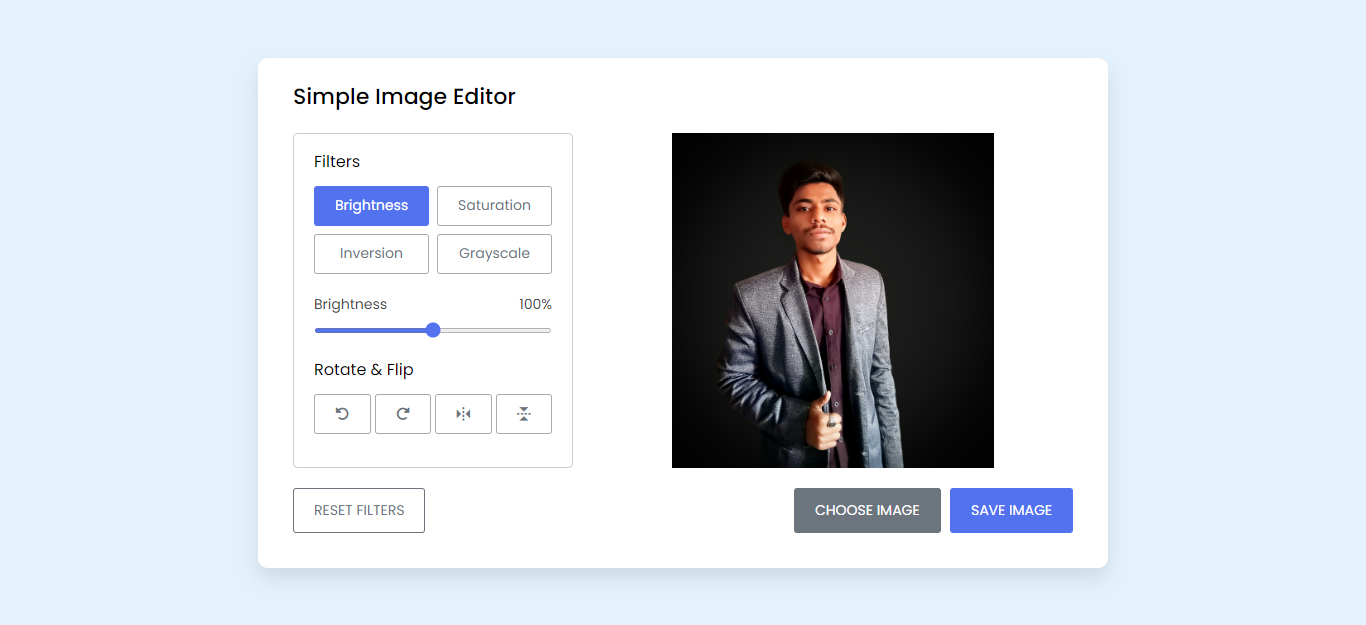 Simple Image Editor
Filters
Brightness
Saturation
Inversion
Grayscale
Brightness 100%
Rotate & Flip
RESET FILTERS
CHOOSE IMAGE
SAVE IMAGE